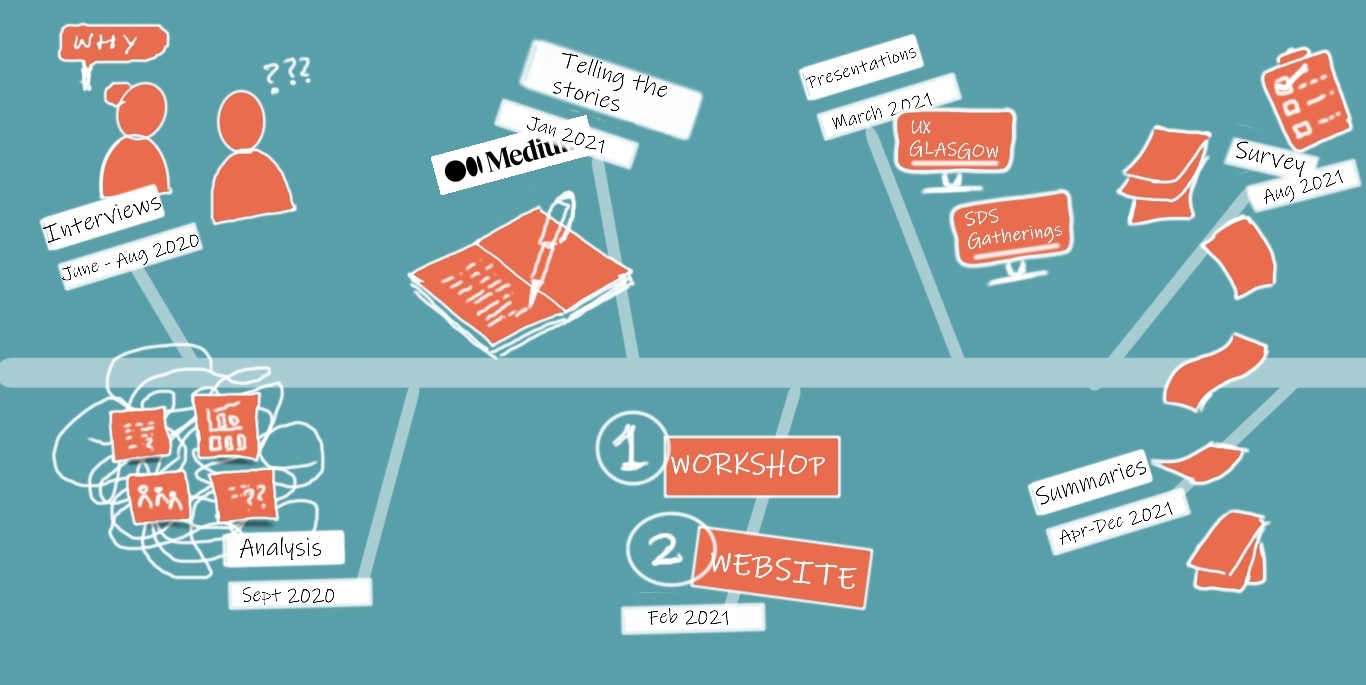 WHY
???
Interviews
June - Aug 2020
??
Analysis
Sept 2020
Telling the
stories
Jan 2021
Medium
1
WORKSHOP
2
WEBSITE
Feb 2021
Presentations
March 2021
UX
GLASGOW
SDS
Gatherings
Survey
Aug 2021
Summaries
Apr-Dec 2021